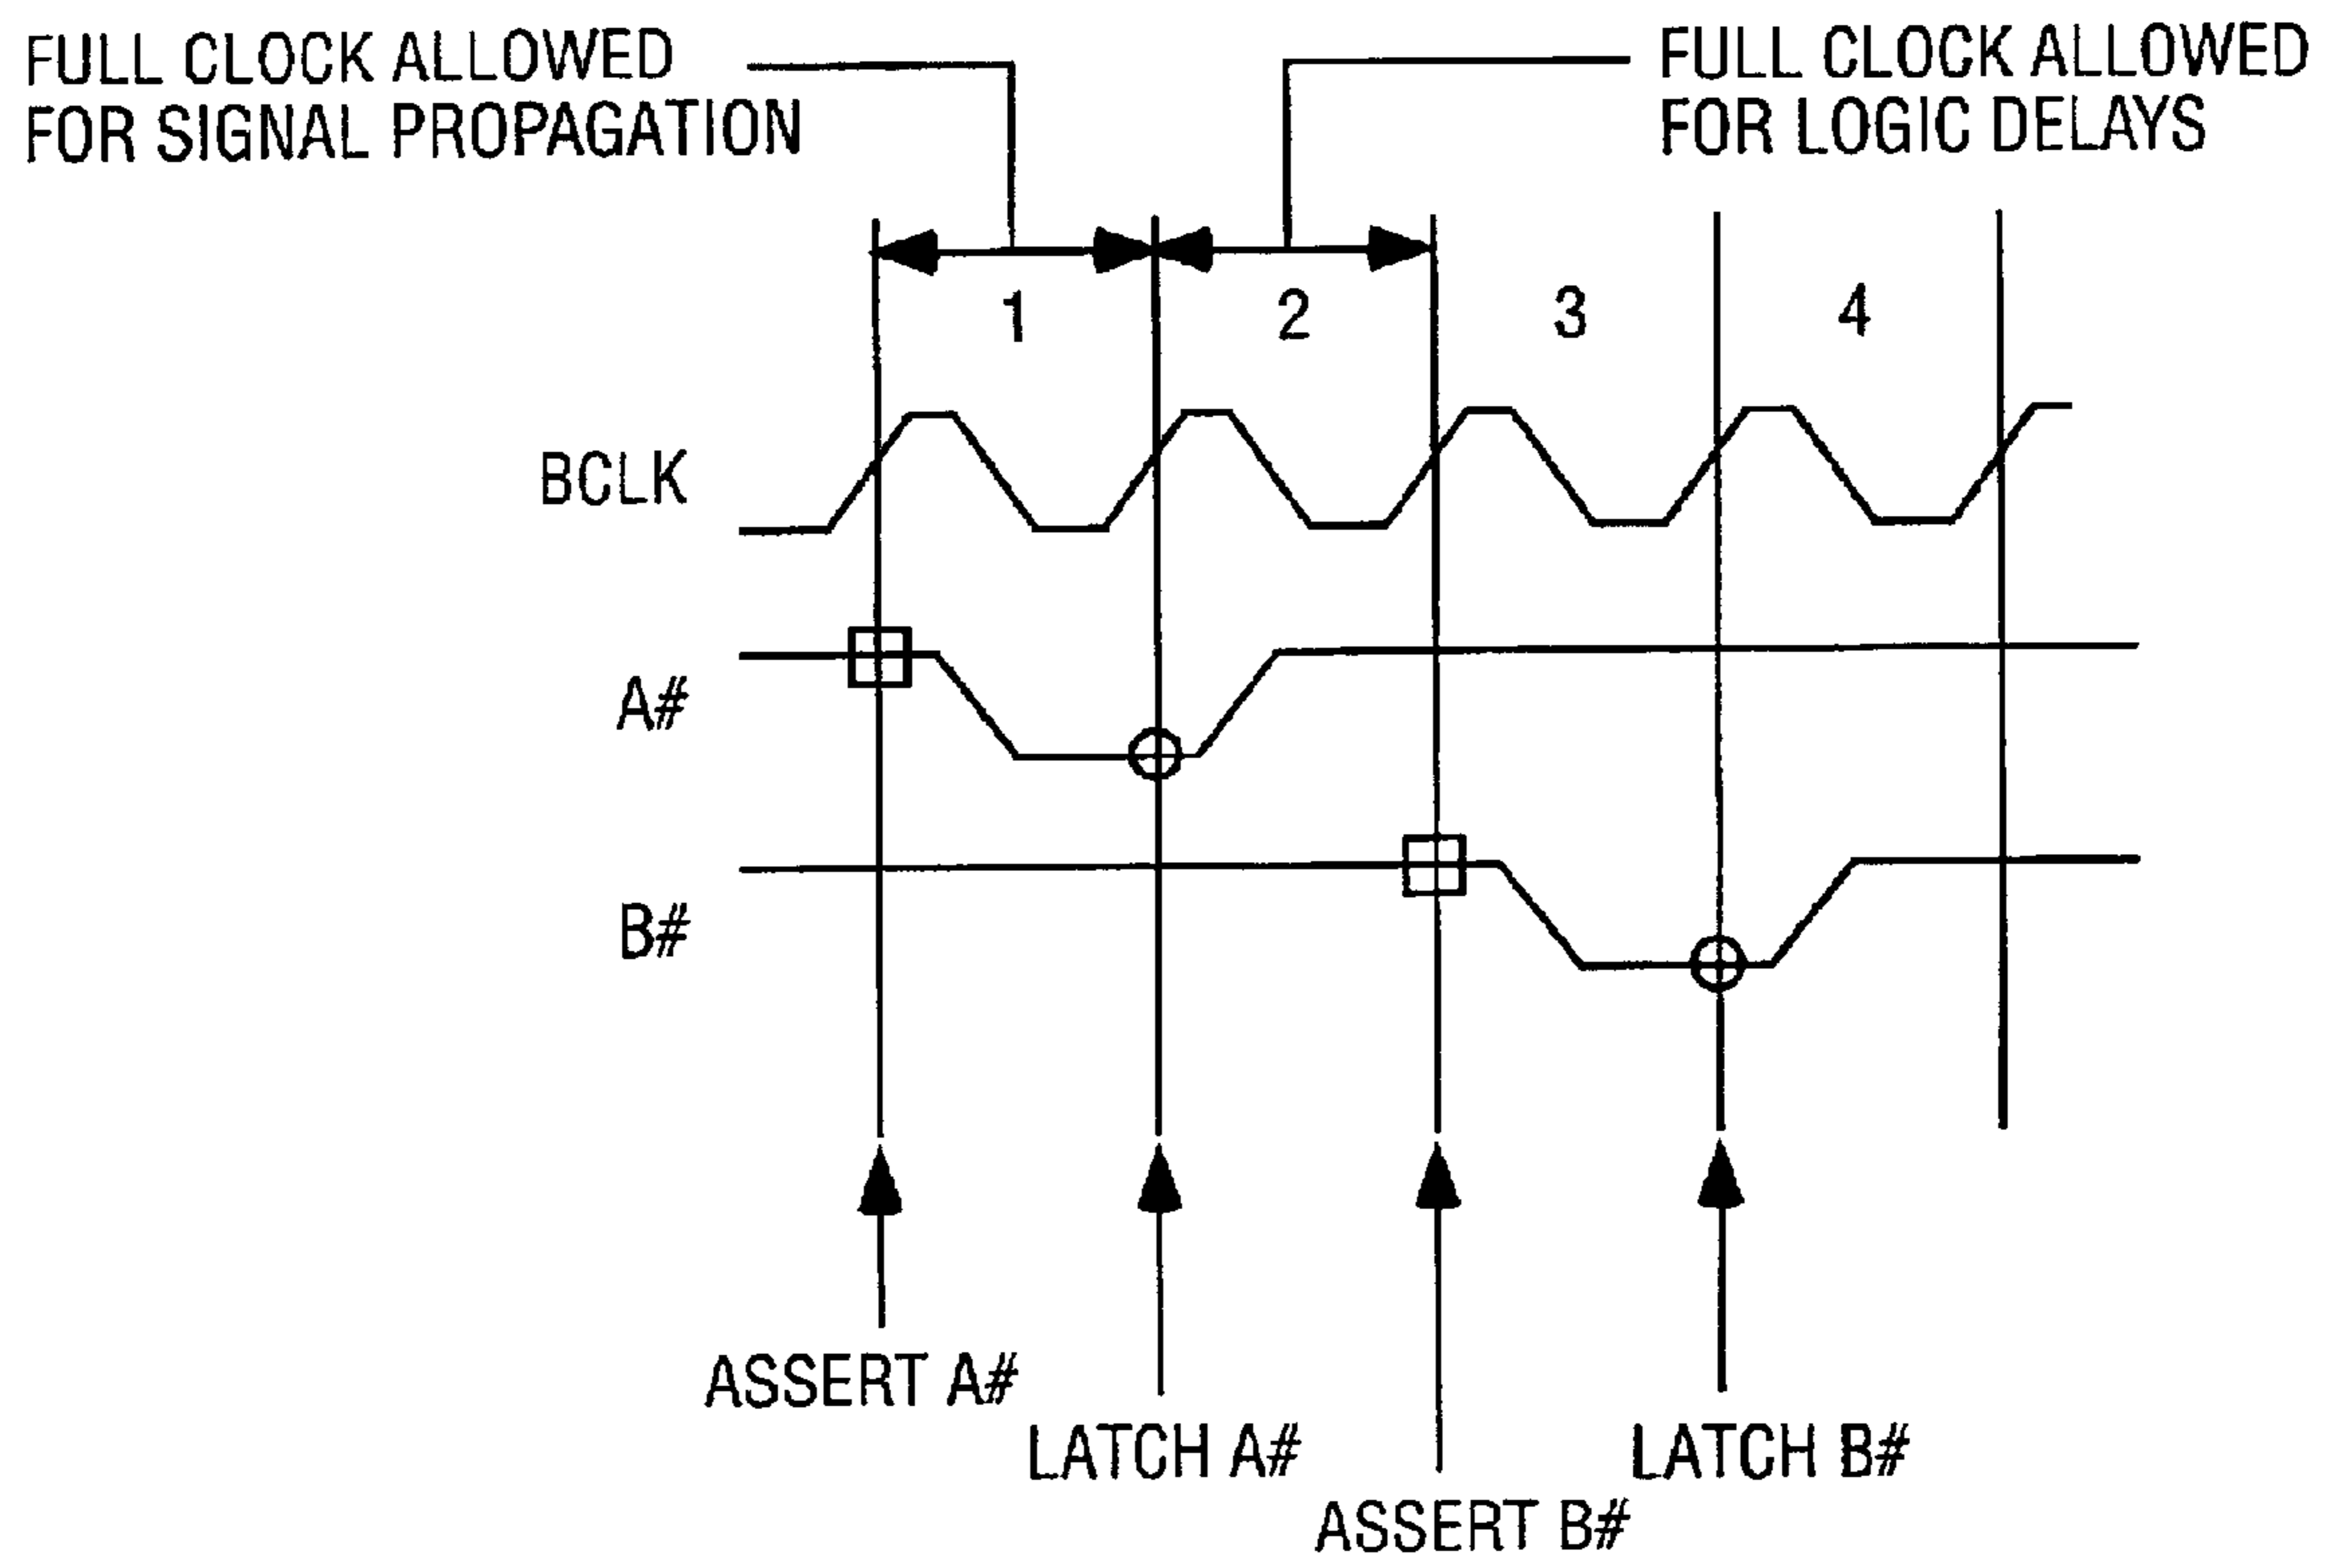 FULL CLOCK ALLOWED
FOR SIGNAL PROPAGATION
FULL CLOCK ALLOWED
FOR LOGIC DELAYS
1 2 3 4
BCLK
A#
B#
ASSERT A#
LATCH A#
LATCH B#
ASSERT B#